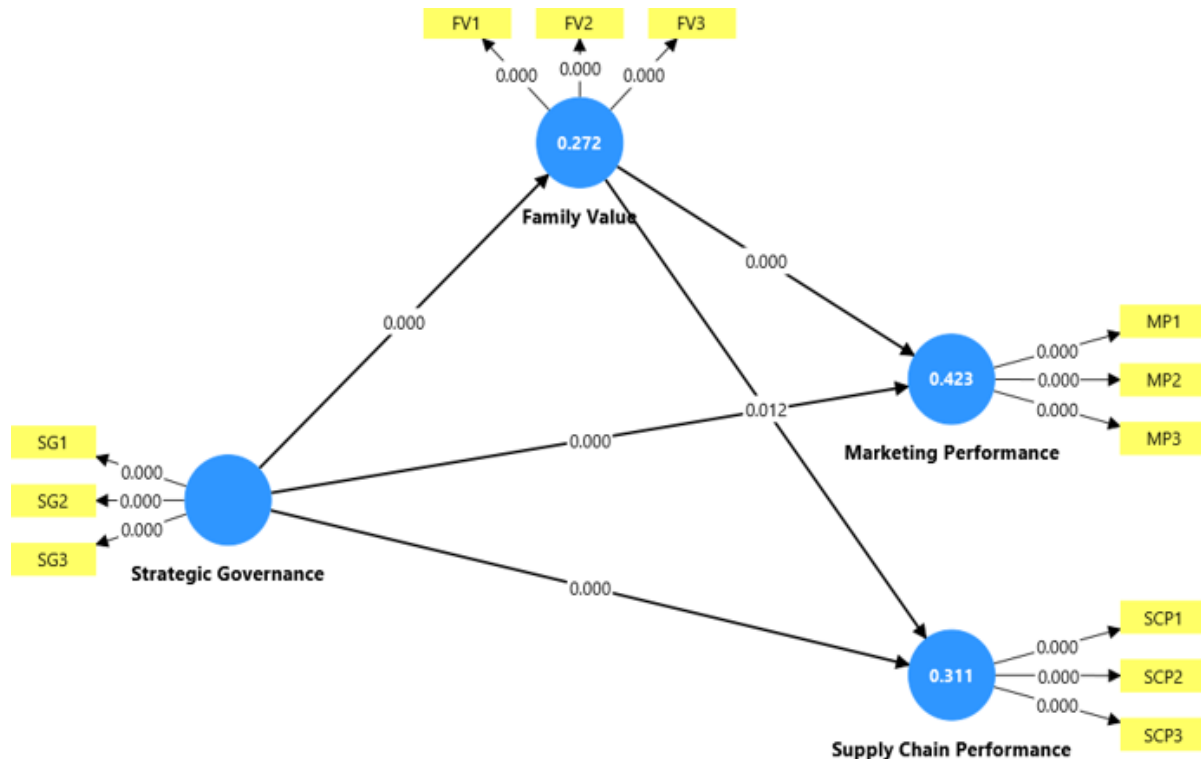 FV1 FV2 FV3
0.000 0.000 0.000
0.272
Family Value
0.000
0.000
MP1
0.000
MP2
0.000
MP3
0.000
0.423
Marketing Performance
0.012
0.000
SG1
0.000
SG2
0.000
SG3
0.000
Strategic Governance
0.000
SCP1
0.000
SCP2
0.000
SCP3
0.000
0.311
Supply Chain Performance